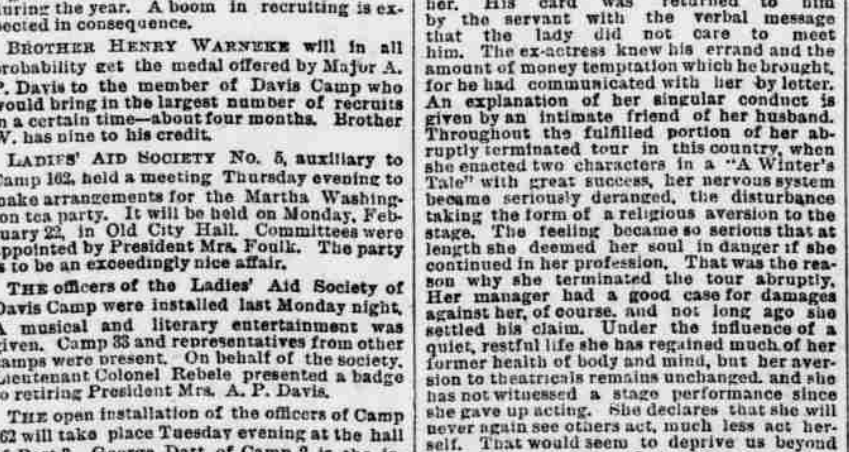 during the year. A boom in recruiting is ex-
pected in consequence.
BROTHER HENRY WARNEKE will in all
probability get the medal offered by Major A.
P. Davis to the member of Davis Camp who
would bring in the largest number of recruits
in a certain time—about four months. Brother
W. has nine to his credit.
LADIES' AID SOCIETY No. 5, auxiliary to
Camp 162, held a meeting Thursday evening to
make arrangements for the Martha Washing-
ton tea party. It will be held on Monday, Feb-
ruary 22, in Old City Hall. Committees were
appointed by President Mrs. Foulk. The party
is to be an exceedingly nice affair.
THE officers of the Ladies' Aid Society of
Davis Camp were installed last Monday night.
A musical and literary entertainment was
given. Camp 33 and representatives from other
camps were present. On behalf of the society,
Lieutenant Colonel Rebele presented a badge
to retiring President Mrs. A. P. Davis.
THE open installation of the officers of Camp
162 will take place Tuesday evening at the hall
her. His card was returned to him
by the servant with the verbal message
that the lady did not care to meet
him. The ex-actress knew his errand and the
amount of money temptation which he brought,
for he had communicated with her by letter.
An explanation of her singular conduct is
given by an intimate friend of her husband.
Throughout the fulfilled portion of her ab-
ruptly terminated tour in this country, when
she enacted two characters in a "A Winter's
Tale" with great success, her nervous system
became seriously deranged, the disturbance
taking the form of a religious aversion to the
stage. The feeling became so serious that at
length she deemed her soul in danger if she
continued in her profession. That was the rea-
son why she terminated the tour abruptly.
Her manager had a good case for damages
against her, of course, and not long ago she
settled his claim. Under the influence of a
quiet, restful life she has regained much of her
former health of body and mind, but her aver-
sion to theatricals remains unchanged, and she
has not witnessed a stage performance since
she gave up acting. She declares that she will
never again see others act, much less act her-
self. That would seem to deprive us beyond